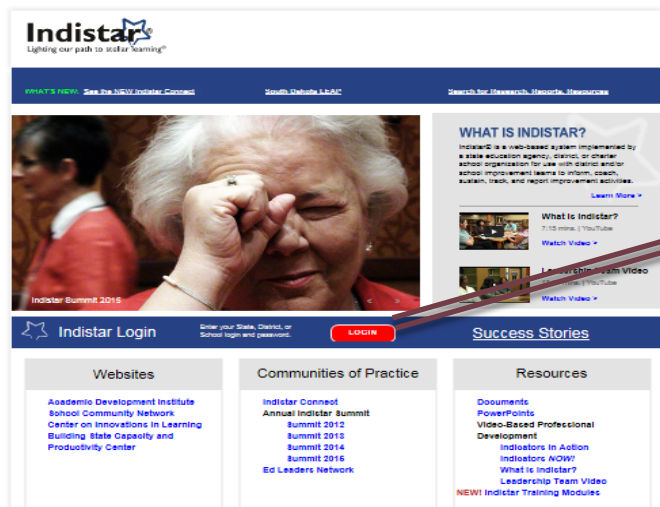 Indistar®
Lighting our path to stellar learning®
WHAT'S NEW: See the NEW Indistar Connect
South Dakota LEAP
Search for Research, Reports, Resources
WHAT IS INDISTAR?
Indistar® is a web-based system implemented by
a state education agency, district, or charter
school organization for use with district and/or
school improvement teams to inform, coach,
sustain, track, and report improvement activities.
Learn More >
What is Indistar?
7:15 mins. | YouTube
Watch Video >
Leadership Team Video
mins. | YouTube
Watch Video >
Indistar Summit 2015
< > =
Indistar Login
Enter your State, District, or
School login and password.
LOGIN
Success Stories
Websites
Academic Development Institute
School Community Network
Center on Innovations in Learning
Building State Capacity and
Productivity Center
Communities of Practice
Indistar Connect
Annual Indistar Summit
Summit 2012
Summit 2013
Summit 2014
Summit 2015
Ed Leaders Network
Resources
Documents
PowerPoints
Video-Based Professional
Development
Indicators in Action
Indicators NOW!
What is Indistar?
Leadership Team Video
NEW! Indistar Training Modules